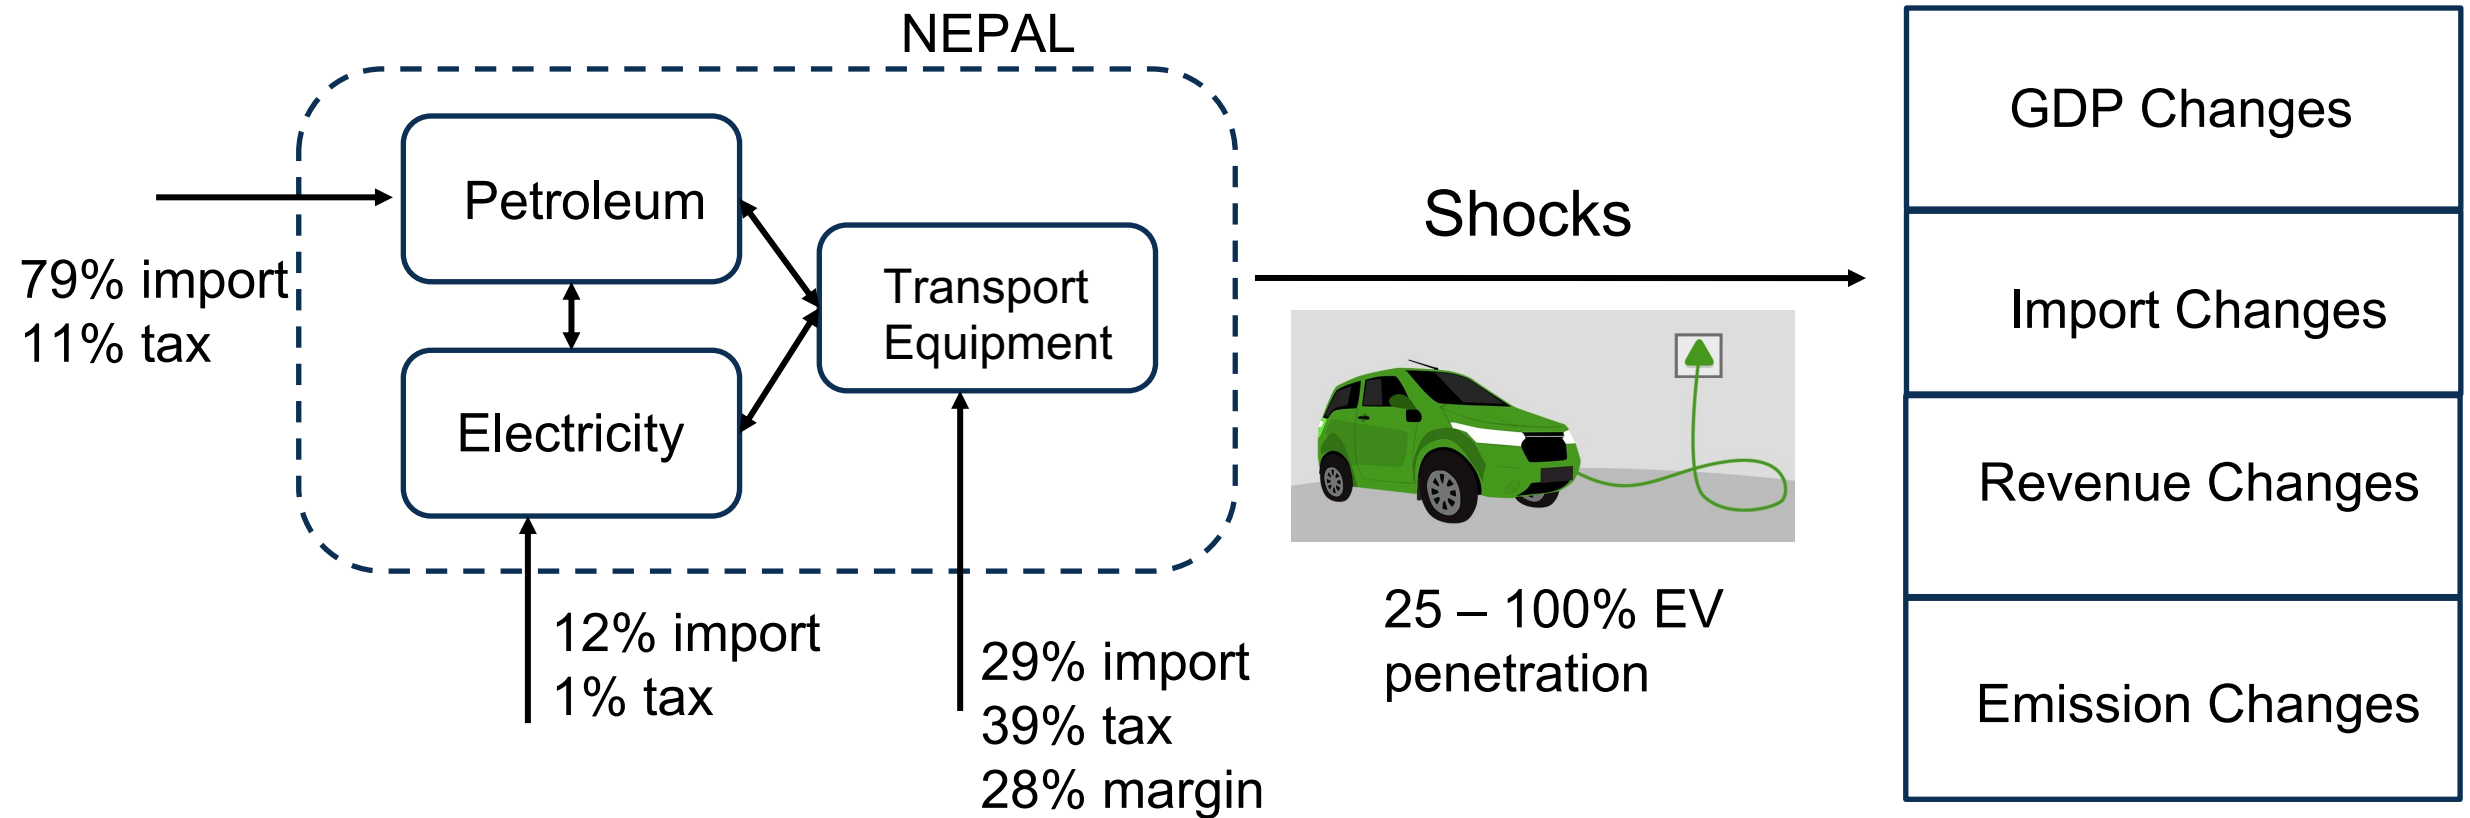 NEPAL
Petroleum
79% import
11% tax
Electricity
12% import
1% tax
Transport
Equipment
29% import
39% tax
28% margin
Shocks
25 – 100% EV
penetration
GDP Changes
Import Changes
Revenue Changes
Emission Changes